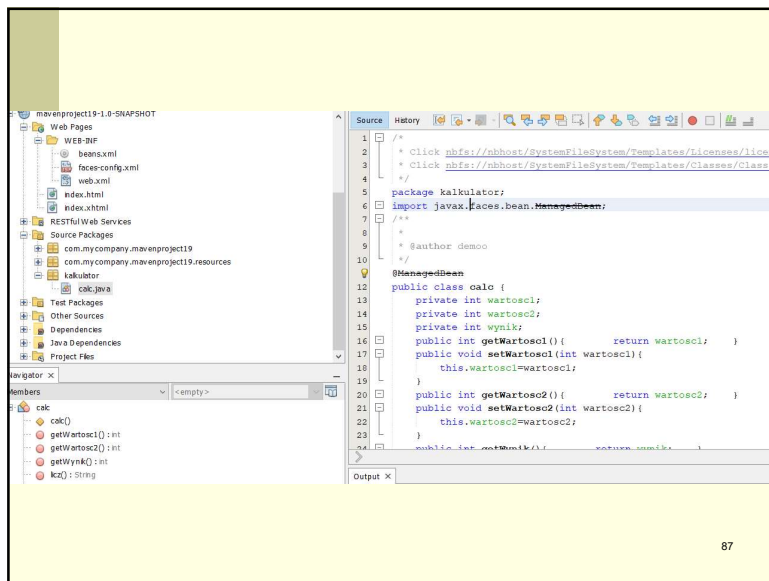 mavenproject19-1.0-SNAPSHOT
Web Pages
WEB-INF
beans.xml
faces-config.xml
web.xml
index.html
index.xhtml
RESTful Web Services
Source Packages
com.mycompany.mavenproject19
com.mycompany.mavenproject19.resources
kalkulator
calc.java
Test Packages
Other Sources
Dependencies
Java Dependencies
Project Files
Navigator ×
Members
<empty>
calc
calc()
getWartosc1() : int
getWartosc2() : int
getWynik() : int
licz() : String
Source History
1 /*
2 * Click nbfs://nbhost/SystemFileSystem/Templates/Licenses/lice
3 * Click nbfs://nbhost/SystemFileSystem/Templates/Classes/Class
4 */
5 package kalkulator;
6 import javax.faces.bean.ManagedBean;
7 /**
8 *
9 * @author demoo
10 */
@ManagedBean
12 public class calc {
13 private int wartosc1;
14 private int wartosc2;
15 private int wynik;
16 public int getWartosc1(){ return wartosc1; }
17 public void setWartosc1(int wartosc1){
18 this.wartosc1=wartosc1;
19 }
20 public int getWartosc2(){ return wartosc2; }
21 public void setWartosc2(int wartosc2){
22 this.wartosc2=wartosc2;
23 }
24 public int getWynik(){ return wynik; }
Output ×
87